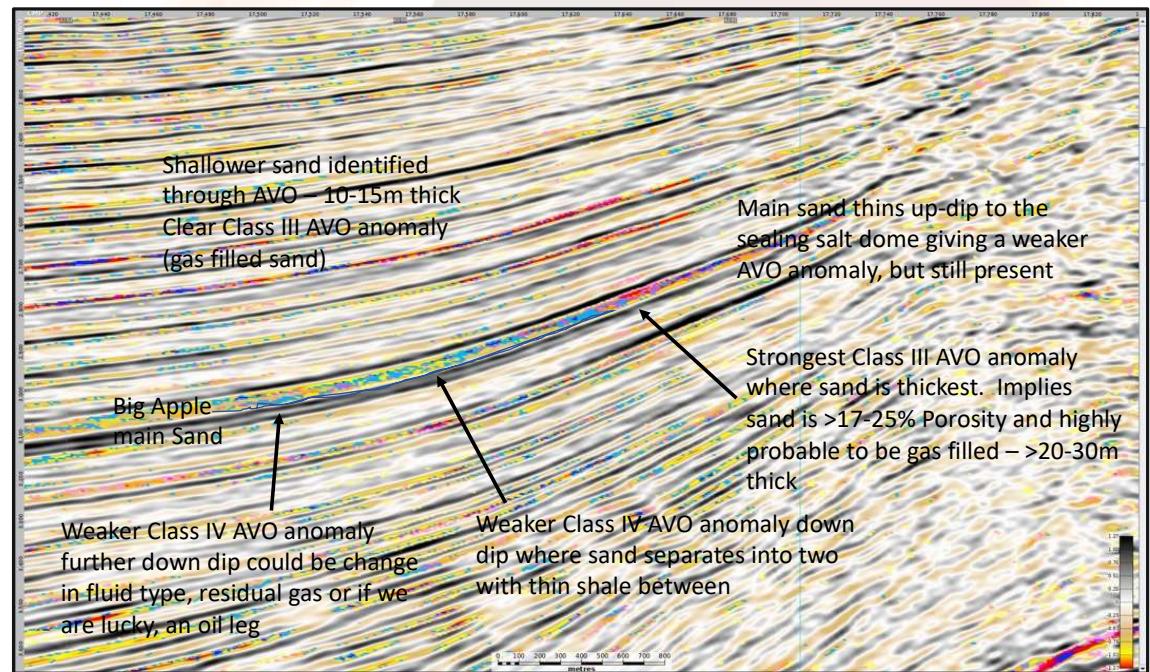 Shallower sand identified
through AVO – 10-15m thick
Clear Class III AVO anomaly
(gas filled sand)
Main sand thins up-dip to the
sealing salt dome giving a weaker
AVO anomaly, but still present
Strongest Class III AVO anomaly
where sand is thickest. Implies
sand is >17-25% Porosity and highly
probable to be gas filled – >20-30m
thick
Big Apple
main Sand
Weaker Class IV AVO anomaly
further down dip could be change
in fluid type, residual gas or if we
are lucky, an oil leg
Weaker Class IV AVO anomaly down
dip where sand separates into two
with thin shale between
0 100 200 300 400 500 600 700 800
metres